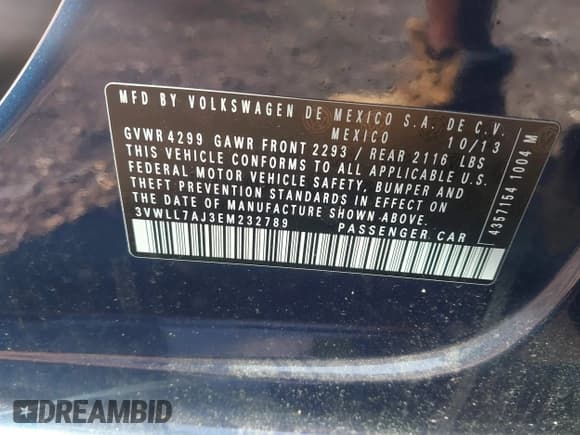 MFD BY VOLKSWAGEN DE MEXICO S.A. DE C.V.
MEXICO 10/13
GVWR 4299 GAWR FRONT 2293 / REAR 2116 LBS
THIS VEHICLE CONFORMS TO ALL APPLICABLE U.S.
FEDERAL MOTOR VEHICLE SAFETY, BUMPER AND
THEFT PREVENTION STANDARDS IN EFFECT ON
THE DATE OF MANUFACTURE SHOWN ABOVE.
3VWLL7AJ3EM232789 PASSENGER CAR
4357/154 1004 M
DREAMBID